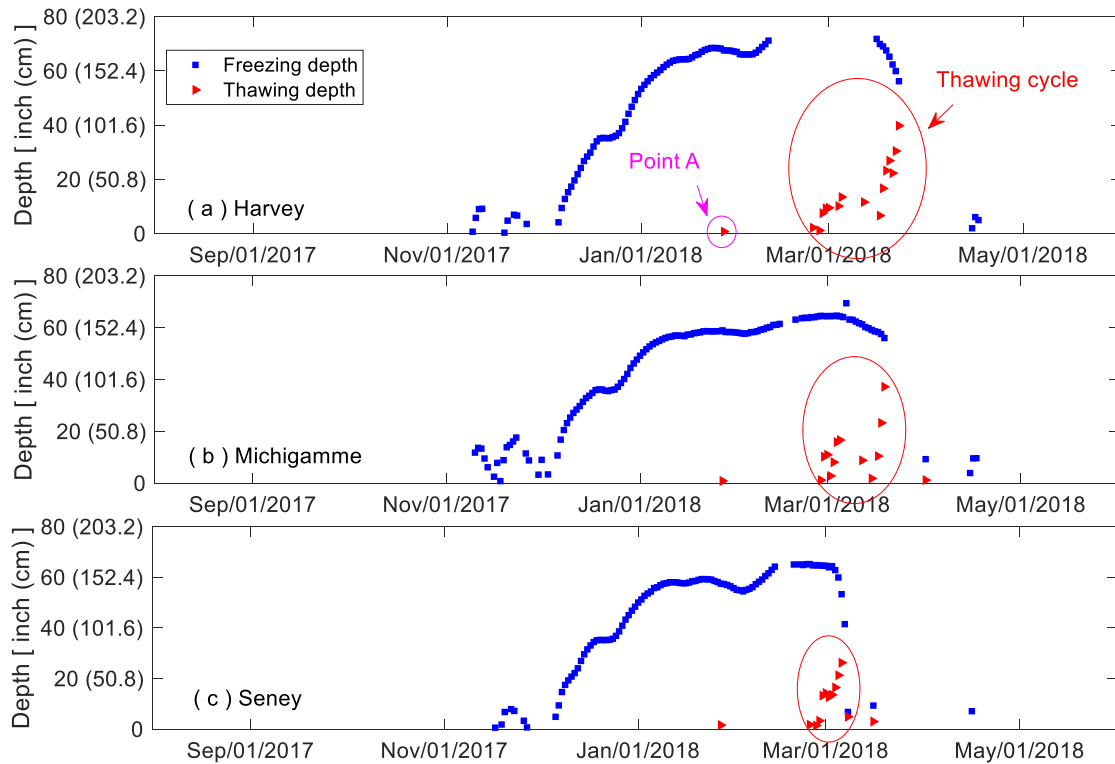 80 (203.2)
60 (152.4)
40 (101.6)
20 (50.8)
0
Depth [ inch (cm) ]
Freezing depth
Thawing depth
Thawing cycle
Point A
( a ) Harvey
Sep/01/2017 Nov/01/2017 Jan/01/2018 Mar/01/2018 May/01/2018
80 (203.2)
60 (152.4)
40 (101.6)
20 (50.8)
0
Depth [ inch (cm) ]
( b ) Michigamme
Sep/01/2017 Nov/01/2017 Jan/01/2018 Mar/01/2018 May/01/2018
80 (203.2)
60 (152.4)
40 (101.6)
20 (50.8)
0
Depth [ inch (cm) ]
( c ) Seney
Sep/01/2017 Nov/01/2017 Jan/01/2018 Mar/01/2018 May/01/2018